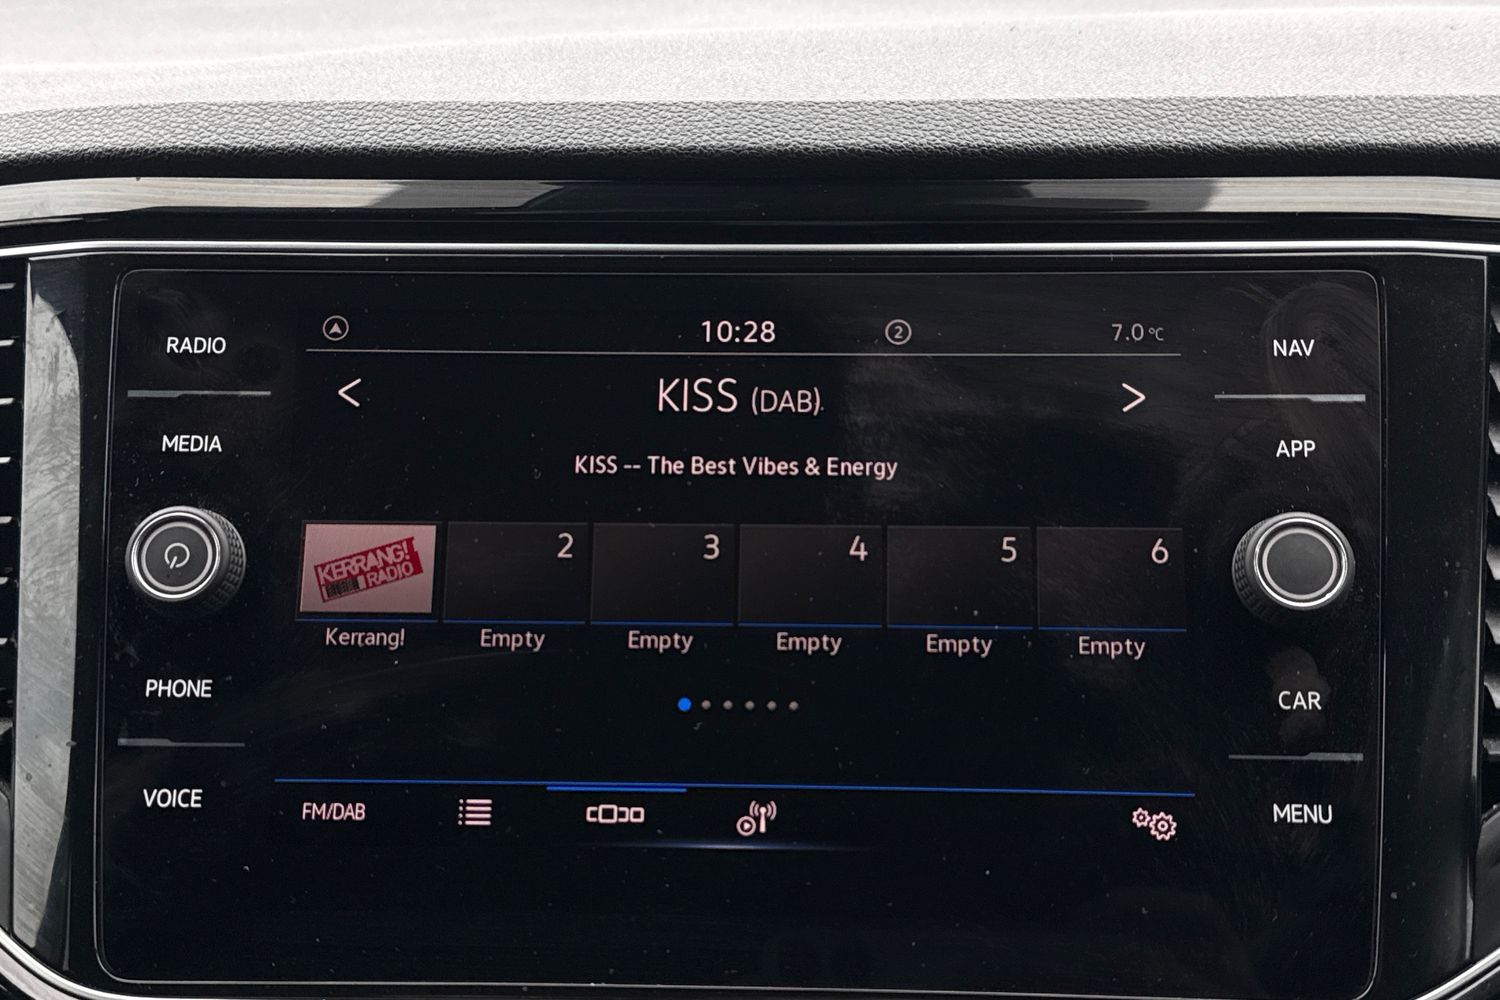 10:28
2
7.0 °C
RADIO
NAV
<
KISS (DAB)
>
MEDIA
APP
KISS -- The Best Vibes & Energy
KERRANG!
RADIO
2
3
4
5
6
Kerrang!
Empty
Empty
Empty
Empty
Empty
PHONE
CAR
VOICE
FM/DAB
MENU